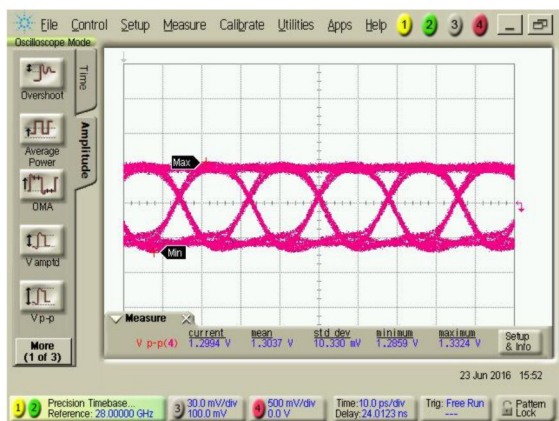 File Control Setup Measure Calibrate Utilities Apps Help 1 2 3 4
Oscilloscope Mode
Time
Amplitude
Overshoot
Average
Power
OMA
V amptd
V p-p
More
(1 of 3)
Max
Min
Measure
current mean std dev minimum maximum
V p-p(4) 1.2994 V 1.3037 V 10.330 mV 1.2859 V 1.3324 V
Setup
& Info
23 Jun 2016 15:52
1 2 Precision Timebase...
Reference: 28.00000 GHz
3 30.0 mV/div
100.0 mV
4 500 mV/div
0.0 V
Time:10.0 ps/div
Delay:24.0123 ns
Trig: Free Run
---
Pattern
Lock